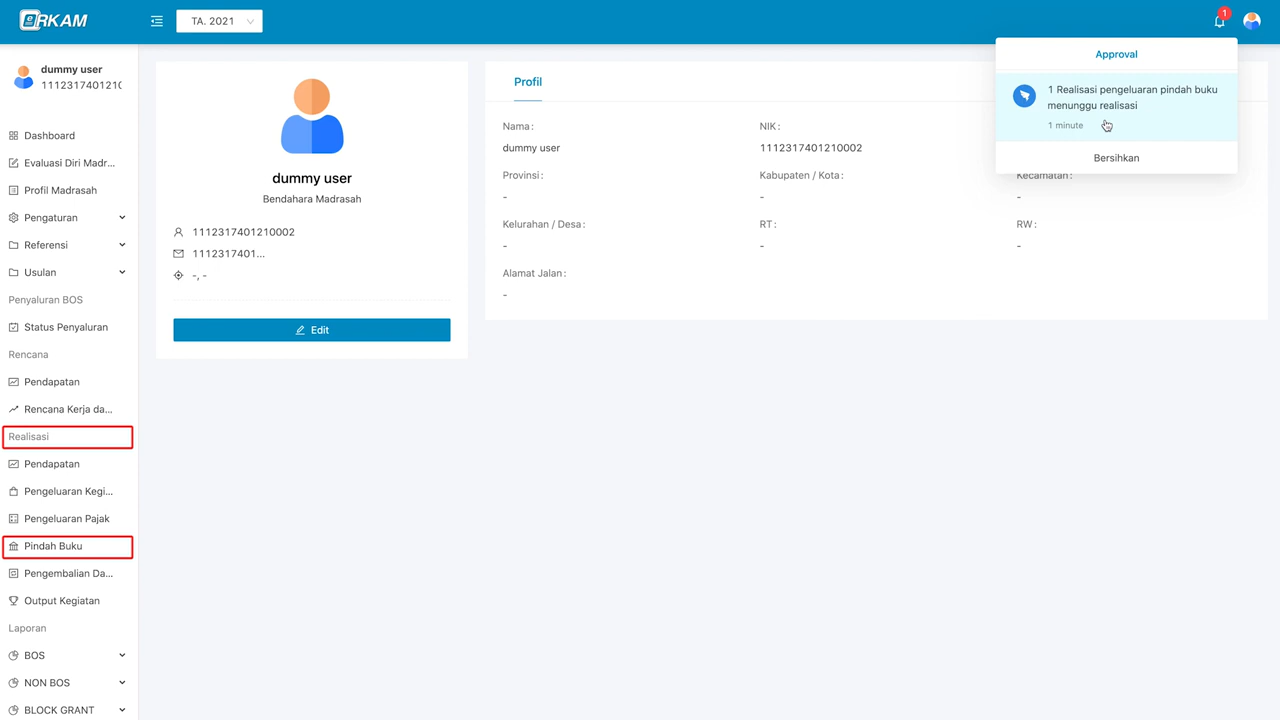 eRKAM
TA. 2021
1
dummy user
1112317401210
Dashboard
Evaluasi Diri Madr...
Profil Madrasah
Pengaturan
Referensi
Usulan
Penyaluran BOS
Status Penyaluran
Rencana
Pendapatan
Rencana Kerja da...
Realisasi
Pendapatan
Pengeluaran Kegi...
Pengeluaran Pajak
Pindah Buku
Pengembalian Da...
Output Kegiatan
Laporan
BOS
NON BOS
BLOCK GRANT
dummy user
Bendahara Madrasah
1112317401210002
1112317401...
-, -
Edit
Profil
Nama :
dummy user
NIK :
1112317401210002
Provinsi :
-
Kabupaten / Kota :
-
Kecamatan :
-
Kelurahan / Desa :
-
RT :
-
RW :
-
Alamat Jalan :
-
Approval
1 Realisasi pengeluaran pindah buku
menunggu realisasi
1 minute
Bersihkan